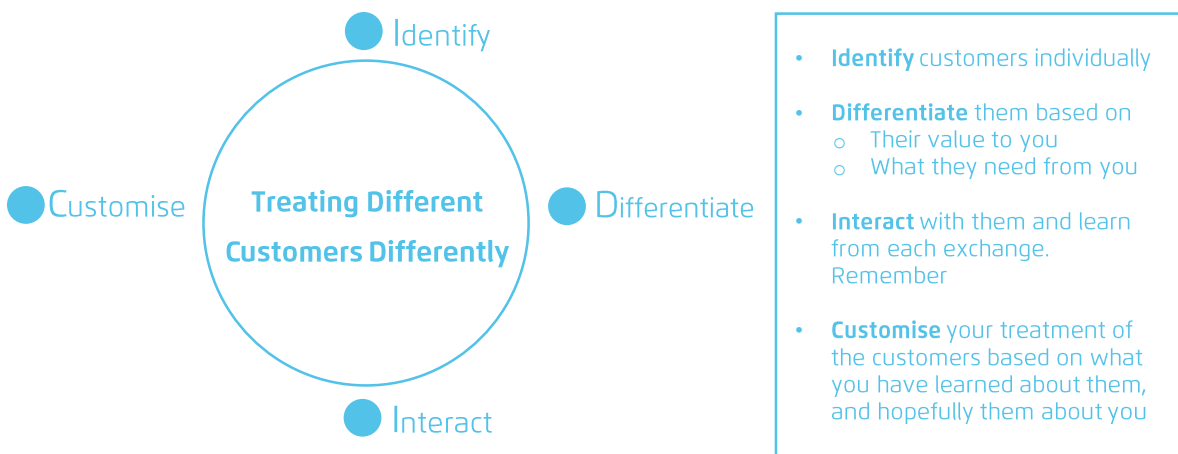 Identify
Customise
Treating Different
Customers Differently
Differentiate
Interact
• Identify customers individually
• Differentiate them based on
o Their value to you
o What they need from you
• Interact with them and learn
from each exchange.
Remember
• Customise your treatment of
the customers based on what
you have learned about them,
and hopefully them about you